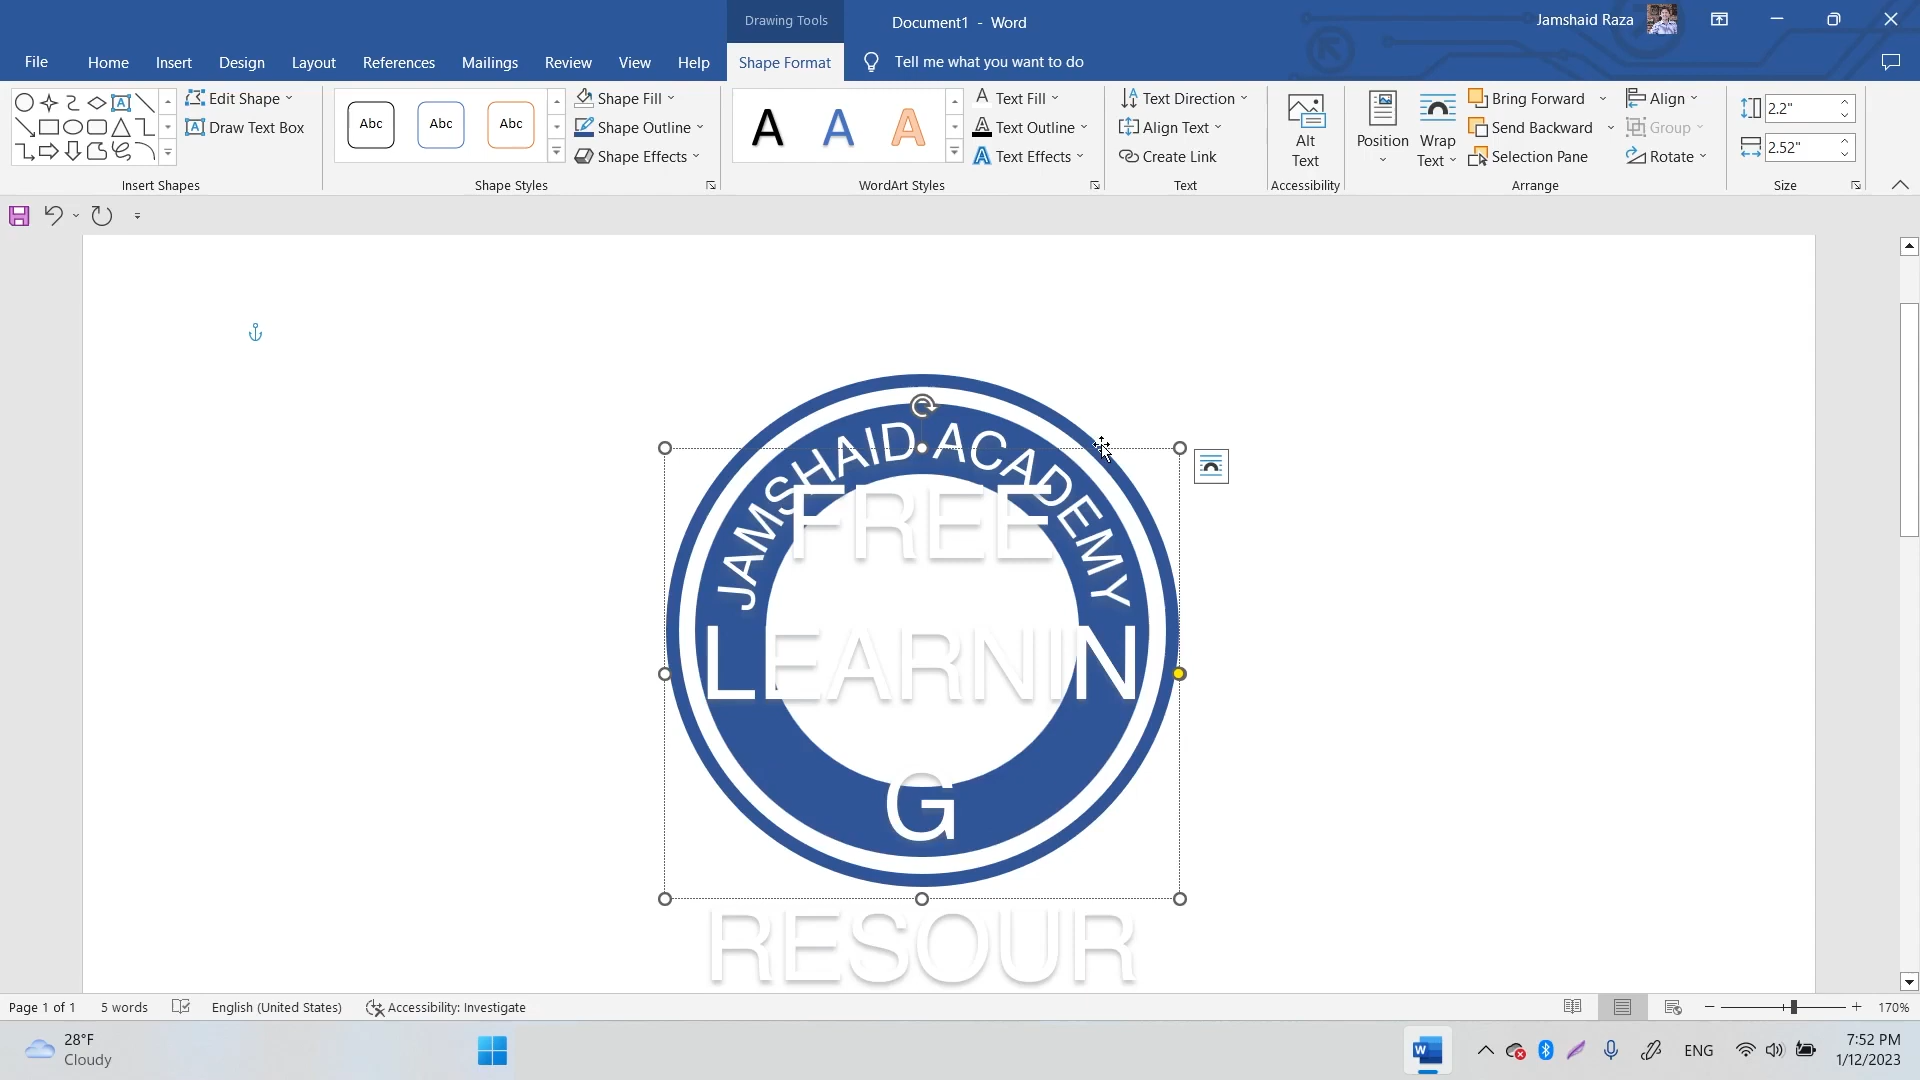 Drawing Tools
Document1 - Word
Jamshaid Raza
File Home Insert Design Layout References Mailings Review View Help Shape Format Tell me what you want to do
Edit Shape
Draw Text Box
Insert Shapes
Abc Abc Abc
Shape Fill
Shape Outline
Shape Effects
Shape Styles
A A A
Text Fill
Text Outline
Text Effects
WordArt Styles
Text Direction
Align Text
Create Link
Text
Alt
Text
Accessibility
Position
Wrap
Text
Bring Forward
Send Backward
Selection Pane
Align
Group
Rotate
Arrange
2.2"
2.52"
Size
JAMSHAID ACADEMY
FREE
LEARNIN
G
RESOUR
Page 1 of 1 5 words English (United States) Accessibility: Investigate 170%
28°F
Cloudy
ENG
7:52 PM
1/12/2023